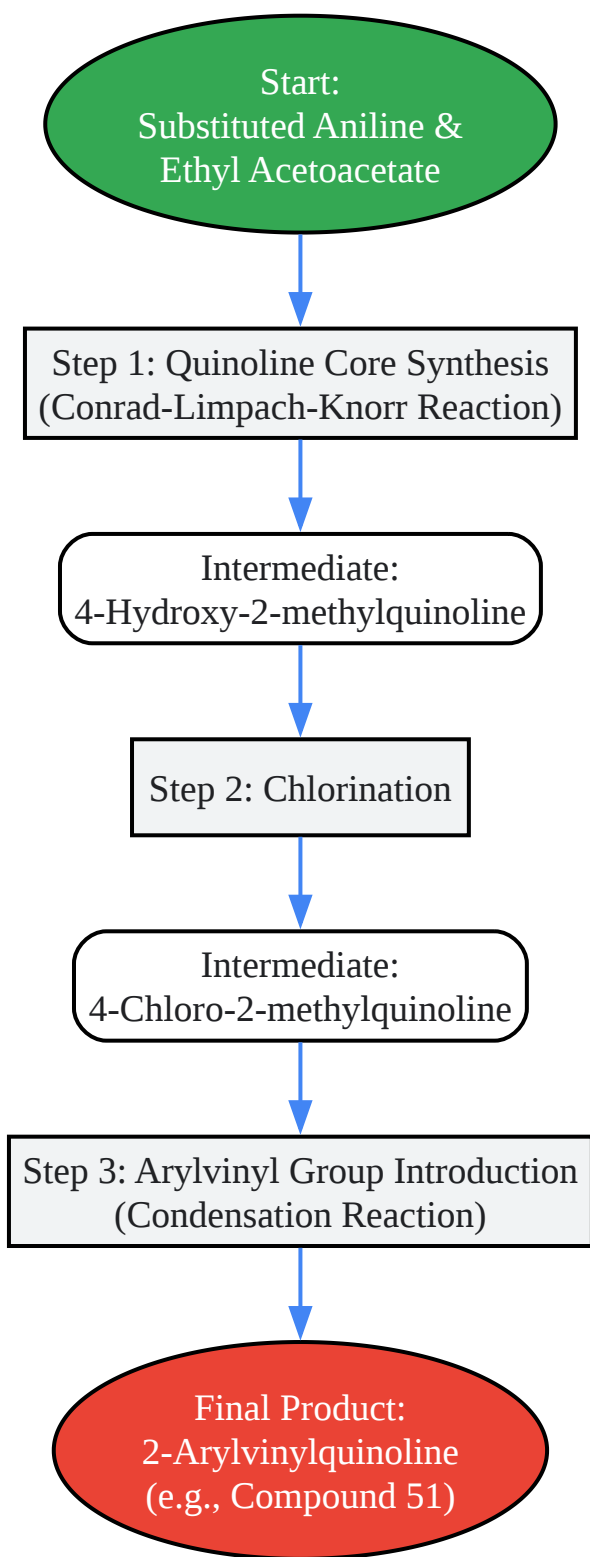 Start:
Substituted Aniline &
Ethyl Acetoacetate
Step 1: Quinoline Core Synthesis
(Conrad-Limpach-Knorr Reaction)
Intermediate:
4-Hydroxy-2-methylquinoline
Step 2: Chlorination
Intermediate:
4-Chloro-2-methylquinoline
Step 3: Arylvinyl Group Introduction
(Condensation Reaction)
Final Product:
2-Arylvinylquinoline
(e.g., Compound 51)